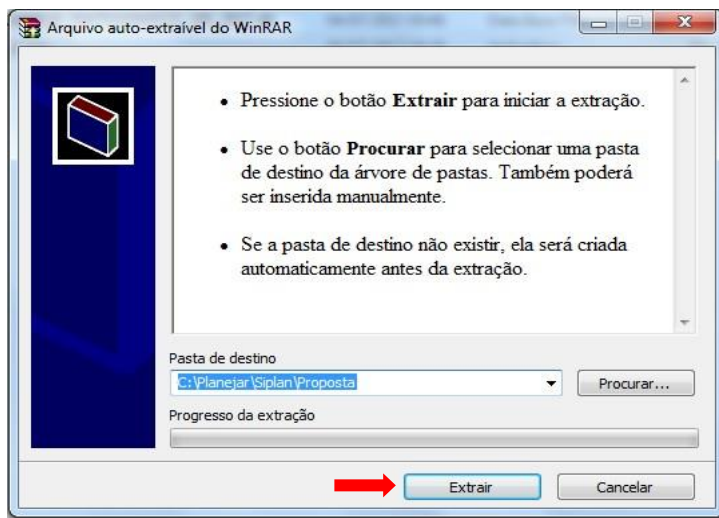 Arquivo auto-extraível do WinRAR
• Pressione o botão Extrair para iniciar a extração.
• Use o botão Procurar para selecionar uma pasta
de destino da árvore de pastas. Também poderá
ser inserida manualmente.
• Se a pasta de destino não existir, ela será criada
automaticamente antes da extração.
Pasta de destino
C:\Planejar\Siplan\Proposta
Procurar...
Progresso da extração
Extrair
Cancelar